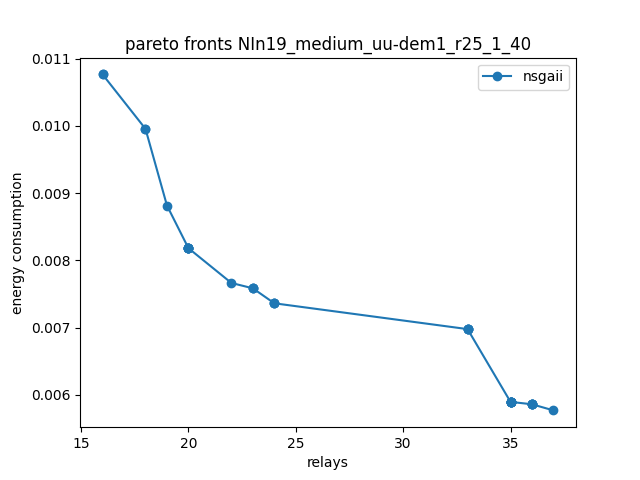 pareto fronts NIn19_medium_uu-dem1_r25_1_40
nsgaii
0.011
0.010
0.009
0.008
0.007
0.006
energy consumption
15 20 25 30 35
relays